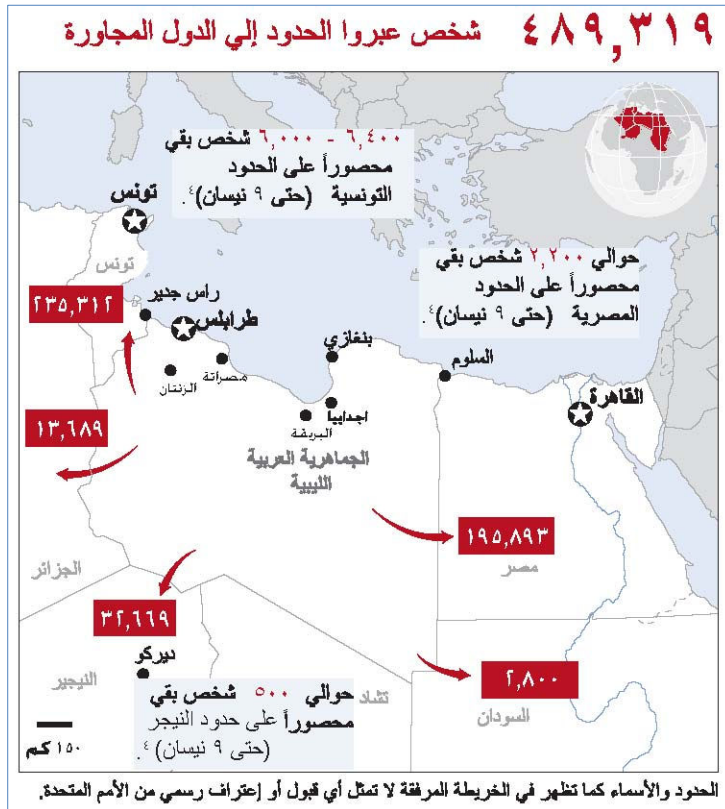 ٤٨٩,٣١٩ شخص عبروا الحدود إلي الدول المجاورة
٦,٤٠٠ - ٦,٠٠٠ شخص بقي
محصوراً على الحدود
التونسية (حتى ٩ نيسان)٤.
تونس
تونس
حوالي ٢,٢٠٠ شخص بقي
محصوراً على الحدود
المصرية (حتى ٩ نيسان)٤.
٢٣٥,٣١٢
راس جدير
طرابلس
بنغازي
السلوم
مصراتة
الزنتان
القاهرة
اجدابيا
البريقة
١٣,٦٨٩
الجماهرية العربية
الليبية
١٩٥,٨٩٣
مصر
الجزائر
٣٢,٦٦٩
ديركو
النيجير
حوالي ٥٠٠ شخص بقي
محصوراً على حدود النيجر
(حتى ٩ نيسان)٤.
تشاد
٢,٨٠٠
السودان
١٥٠ كم
الحدود والأسماء كما تظهر في الخريطة المرفقة لا تمثل أي قبول أو إعتراف رسمي من الأمم المتحدة.